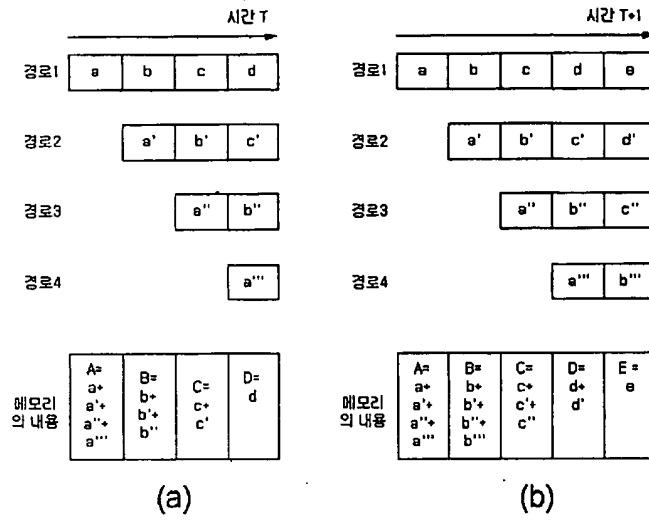 시간 T
경로1 a b c d
경로2 a' b' c'
경로3 a'' b''
경로4 a'''
메모리
의 내용
A=
a+
a'+
a''+
a'''
B=
b+
b'+
b''
C=
c+
c'
D=
d
(a)
시간 T+1
경로1 a b c d e
경로2 a' b' c' d'
경로3 a'' b'' c''
경로4 a''' b'''
메모리
의 내용
A=
a+
a'+
a''+
a'''
B=
b+
b'+
b''+
b'''
C=
c+
c'+
c''
D=
d+
d'
E =
e
(b)